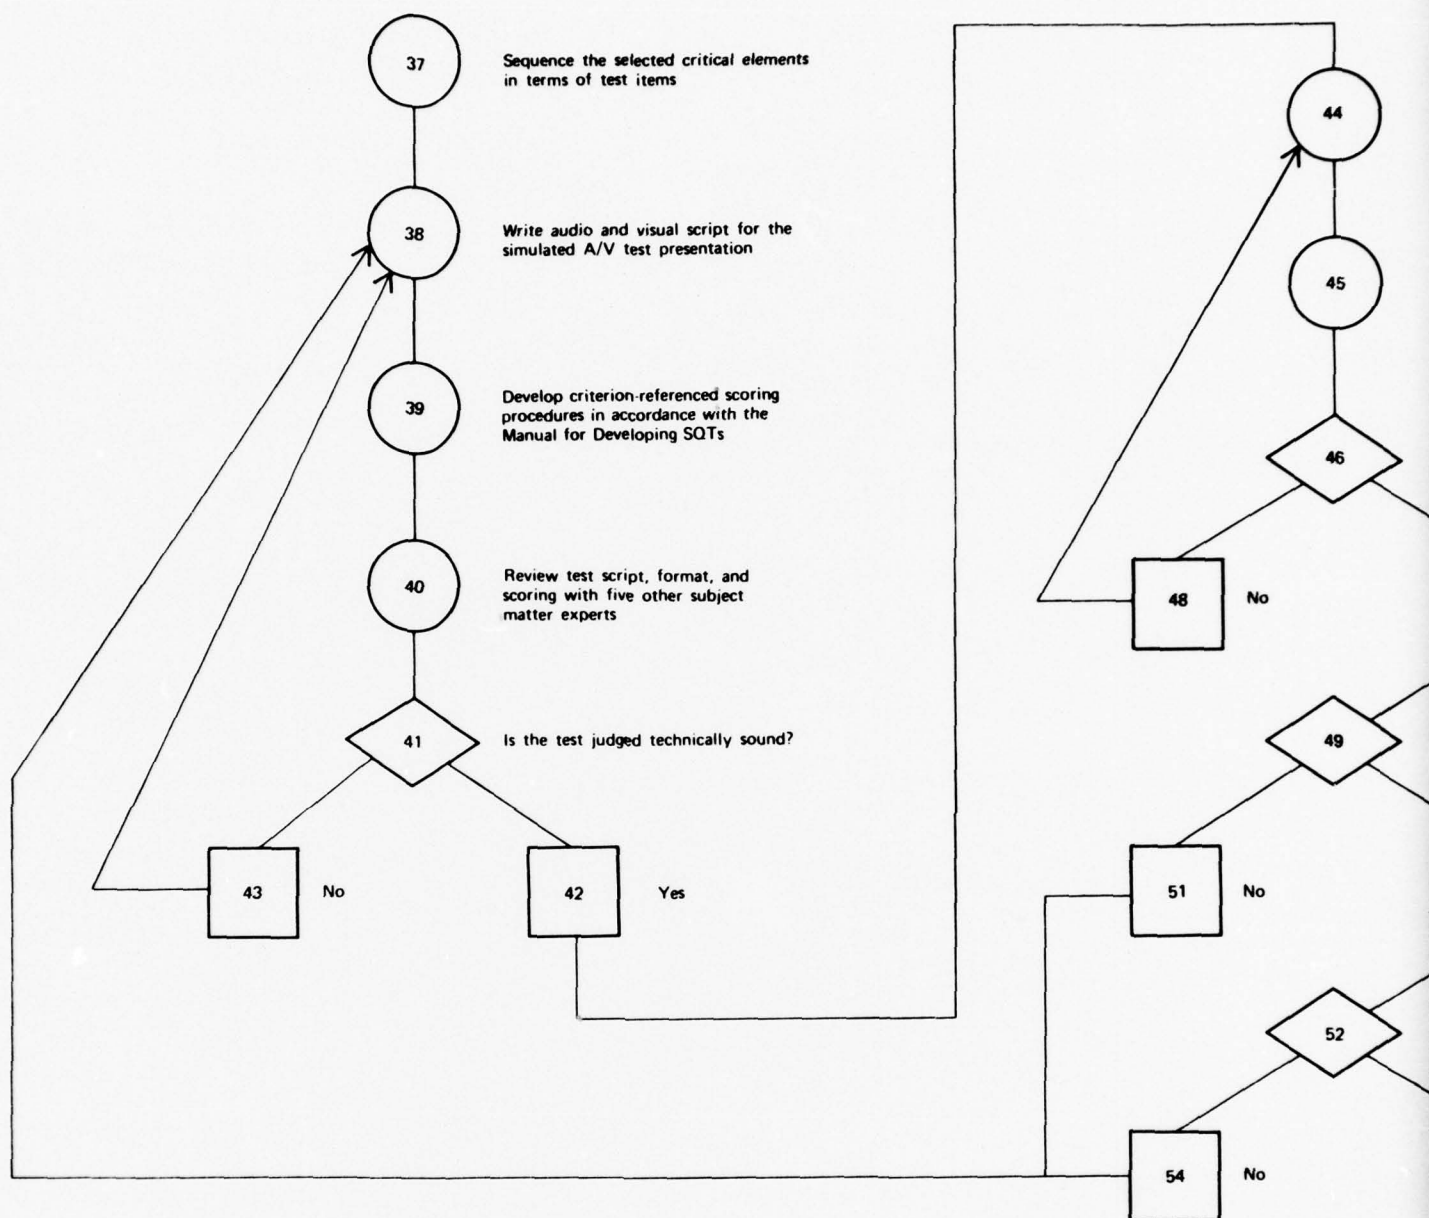 37
Sequence the selected critical elements
in terms of test items
38
Write audio and visual script for the
simulated A/V test presentation
39
Develop criterion-referenced scoring
procedures in accordance with the
Manual for Developing SQTs
40
Review test script, format, and
scoring with five other subject
matter experts
41
Is the test judged technically sound?
43
No
42
Yes
44
45
46
48
No
49
51
No
52
54
No